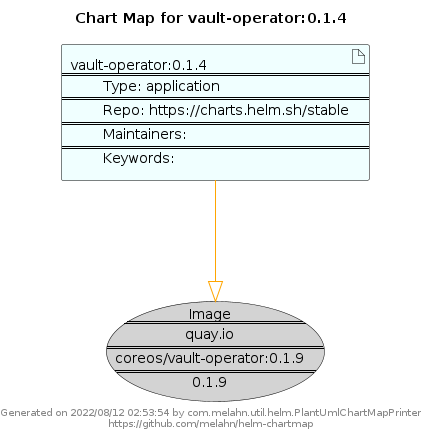 Chart Map for vault-operator:0.1.4
vault-operator:0.1.4
Type: application
Repo: https://charts.helm.sh/stable
Maintainers:
Keywords:
Image
quay.io
coreos/vault-operator:0.1.9
0.1.9
Generated on 2022/08/12 02:53:54 by com.melahn.util.helm.PlantUmlChartMapPrinter
https://github.com/melahn/helm-chartmap